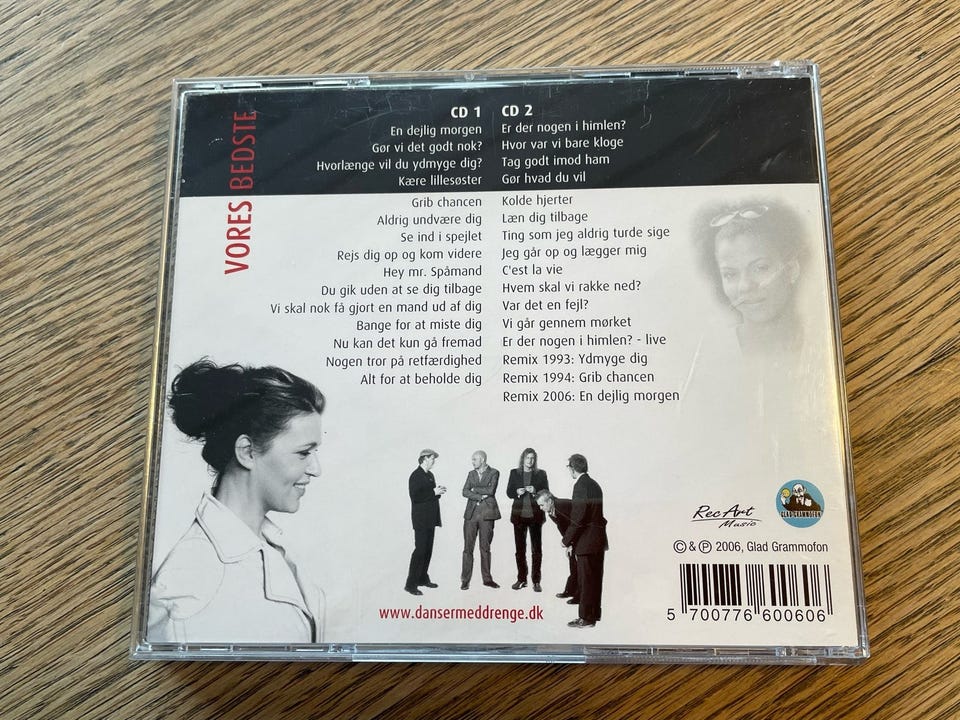 VORES BEDSTE
CD 1
En dejlig morgen
Gør vi det godt nok?
Hvorlænge vil du ydmyge dig?
Kære lillesøster
Grib chancen
Aldrig undvære dig
Se ind i spejlet
Rejs dig op og kom videre
Hey mr. Spåmand
Du gik uden at se dig tilbage
Vi skal nok få gjort en mand ud af dig
Bange for at miste dig
Nu kan det kun gå fremad
Nogen tror på retfærdighed
Alt for at beholde dig
CD 2
Er der nogen i himlen?
Hvor var vi bare kloge
Tag godt imod ham
Gør hvad du vil
Kolde hjerter
Læn dig tilbage
Ting som jeg aldrig turde sige
Jeg går op og lægger mig
C'est la vie
Hvem skal vi rakke ned?
Var det en fejl?
Vi går gennem mørket
Er der nogen i himlen? - live
Remix 1993: Ydmyge dig
Remix 1994: Grib chancen
Remix 2006: En dejlig morgen
www.dansermeddrenge.dk
RecArt
Music
GLAD GRAMMOFON
© & ℗ 2006, Glad Grammofon
5 700776 600606